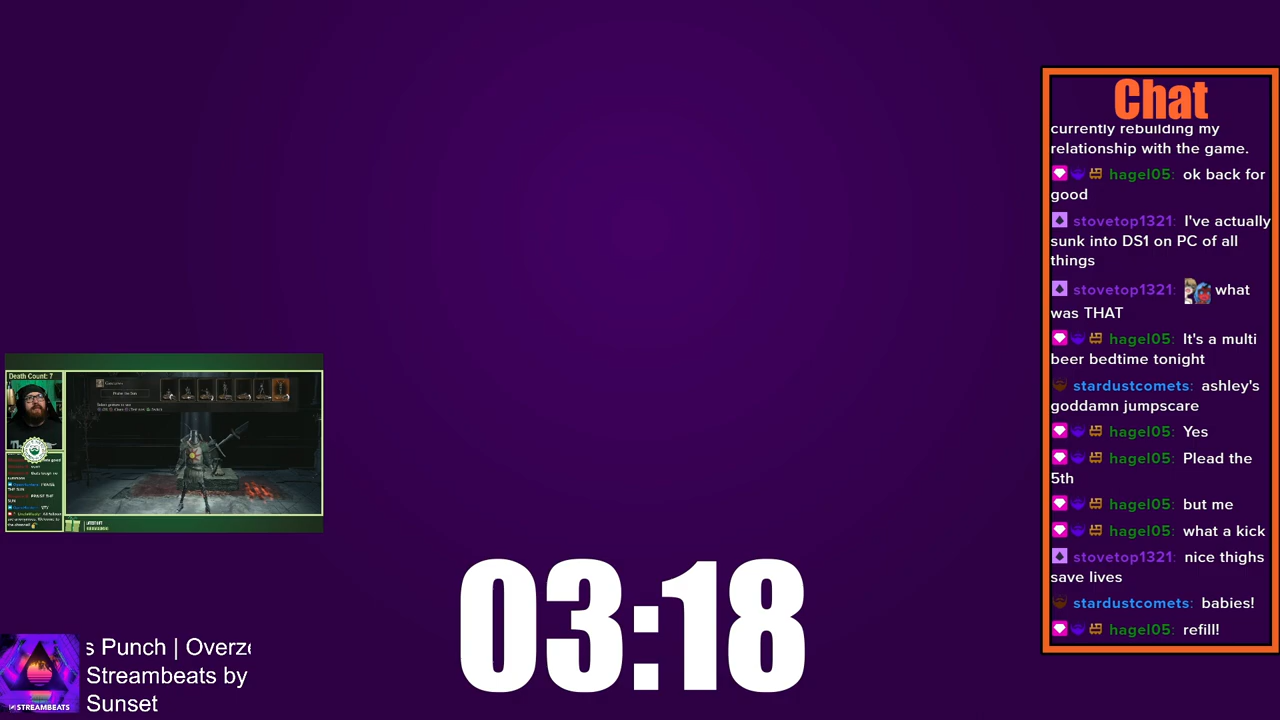 Chat
currently rebuilding my
relationship with the game.
hagel05: ok back for
good
stovetop1321: I've actually
sunk into DS1 on PC of all
things
stovetop1321: what
was THAT
hagel05: It's a multi
beer bedtime tonight
stardustcomets: ashley's
goddamn jumpscare
hagel05: Yes
hagel05: Plead the
5th
hagel05: but me
hagel05: what a kick
stovetop1321: nice thighs
save lives
stardustcomets: babies!
hagel05: refill!
Death Count: 7
03:18
s Punch | Overz
Streambeats by
Sunset
STREAMBEATS